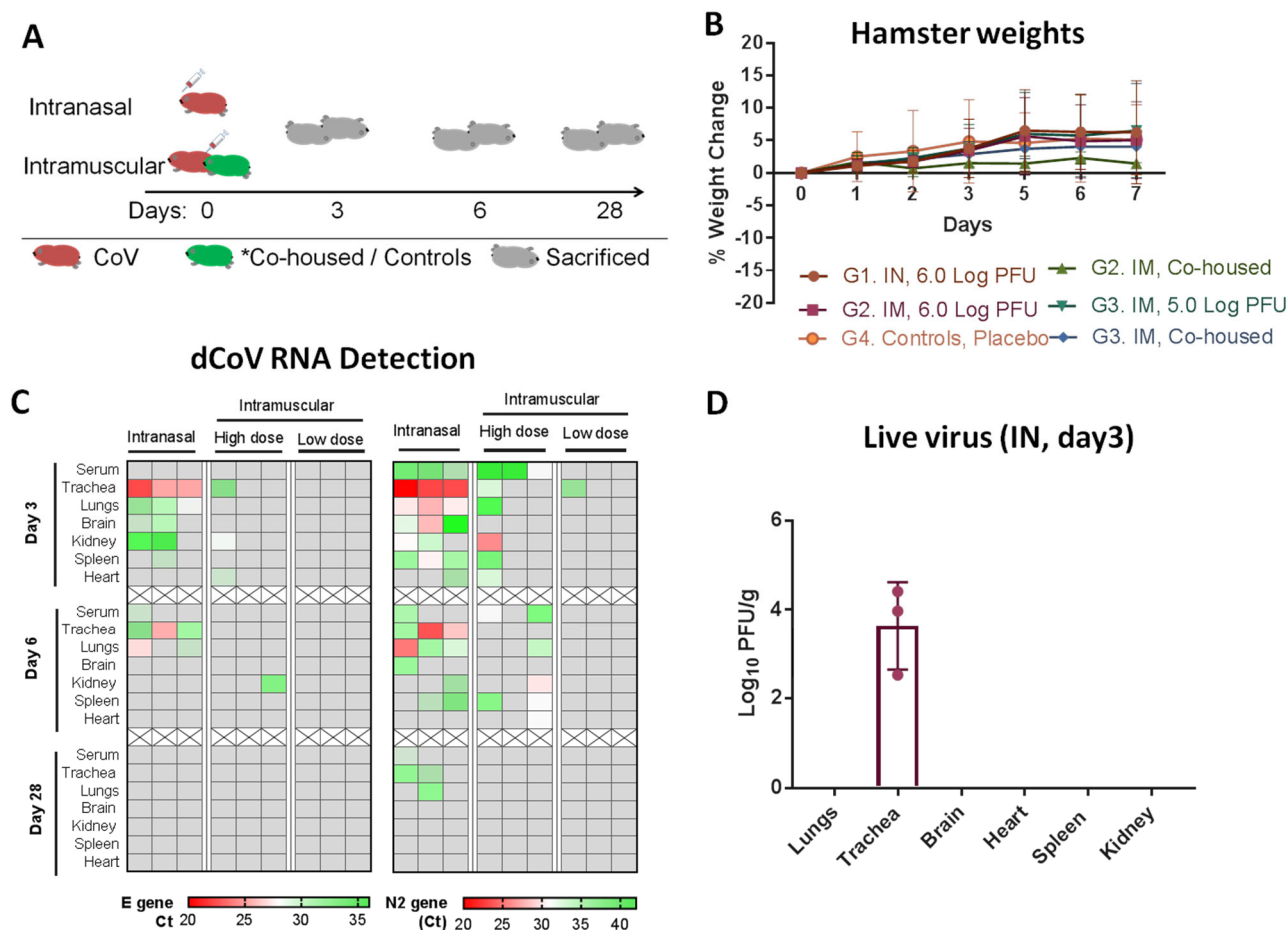 A
Intranasal
Intramuscular
Days: 0 3 6 28
CoV *Co-housed / Controls Sacrificed
B
Hamster weights
% Weight Change
20
15
10
5
0
-5
-10
-15
-20
0 1 2 3 5 6 7
Days
G1. IN, 6.0 Log PFU
G2. IM, Co-housed
G2. IM, 6.0 Log PFU
G3. IM, 5.0 Log PFU
G4. Controls, Placebo
G3. IM, Co-housed
dCoV RNA Detection
C
Intramuscular
Intranasal High dose Low dose
Intramuscular
Intranasal High dose Low dose
Day 3
Serum
Trachea
Lungs
Brain
Kidney
Spleen
Heart
Day 6
Serum
Trachea
Lungs
Brain
Kidney
Spleen
Heart
Day 28
Serum
Trachea
Lungs
Brain
Kidney
Spleen
Heart
E gene
Ct
20 25 30 35
N2 gene
(Ct)
20 25 30 35 40
D
Live virus (IN, day3)
Log10 PFU/g
6
4
2
0
Lungs
Trachea
Brain
Heart
Spleen
Kidney